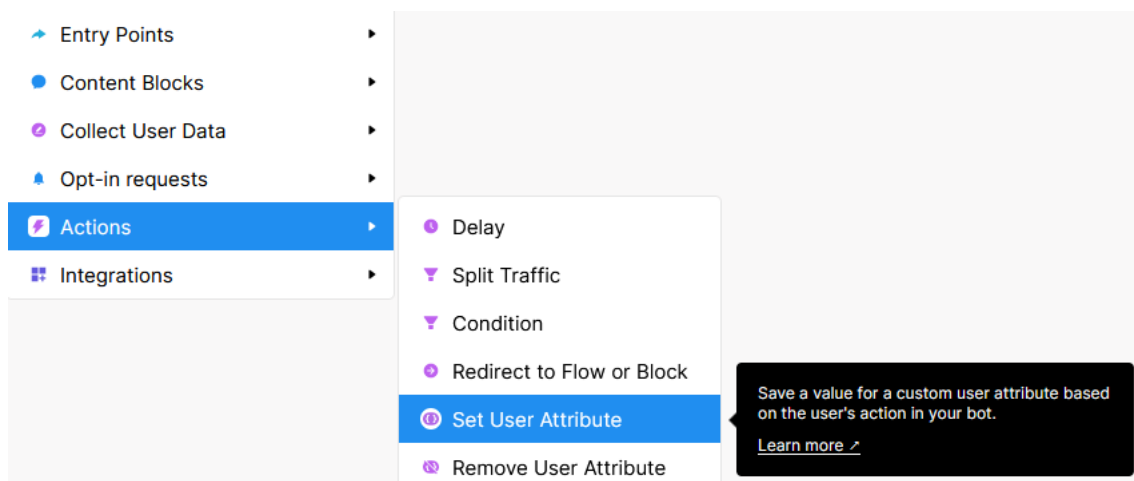 Entry Points
Content Blocks
Collect User Data
Opt-in requests
Actions
Integrations
Delay
Split Traffic
Condition
Redirect to Flow or Block
Set User Attribute
Remove User Attribute
Save a value for a custom user attribute based
on the user's action in your bot.
Learn more ↗